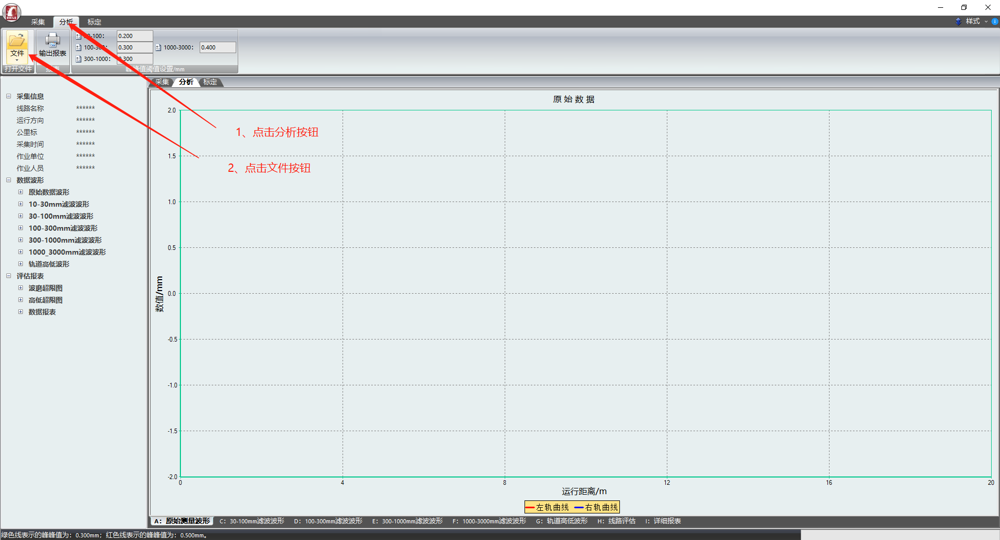 RAILS
采集 分析 标定 样式
30-100: 0.200
100-300: 0.300 1000-3000: 0.400
300-1000: 0.300
文件 输出报表
打开文件 报表 峰峰值阈值设置/mm
采集 分析 标定
采集信息
线路名称 ******
运行方向 ******
公里标 ******
采集时间 ******
作业单位 ******
作业人员 ******
数据波形
原始数据波形
10-30mm滤波波形
30-100mm滤波波形
100-300mm滤波波形
300-1000mm滤波波形
1000_3000mm滤波波形
轨道高低波形
评估报表
波磨超限图
高低超限图
数据报表
原始数据
1、点击分析按钮
2、点击文件按钮
数值/mm
2.0
1.5
1.0
0.5
0.0
-0.5
-1.0
-1.5
-2.0
0 4 8 12 16 20
运行距离/m
左轨曲线 右轨曲线
A: 原始测量波形 C: 30-100mm滤波波形 D: 100-300mm滤波波形 E: 300-1000mm滤波波形 F: 1000-3000mm滤波波形 G: 轨道高低波形 H: 线路评估 I: 详细报表
绿色线表示的峰峰值为：0.300mm；红色线表示的峰峰值为：0.500mm。